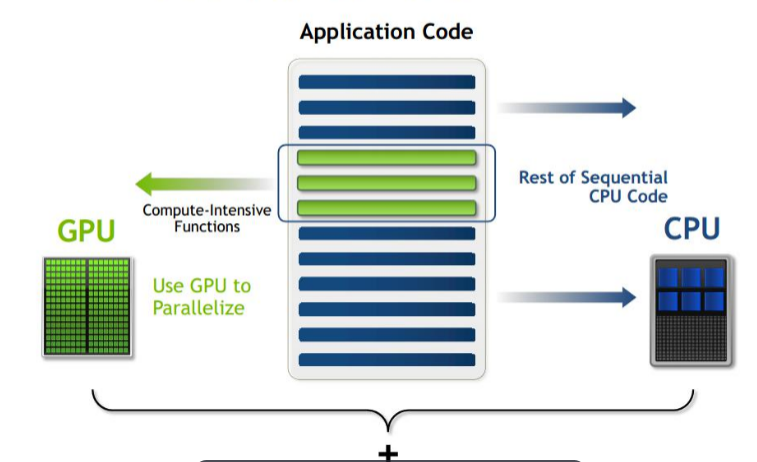 Application Code
Rest of Sequential
CPU Code
Compute-Intensive
Functions
GPU
CPU
Use GPU to
Parallelize
+